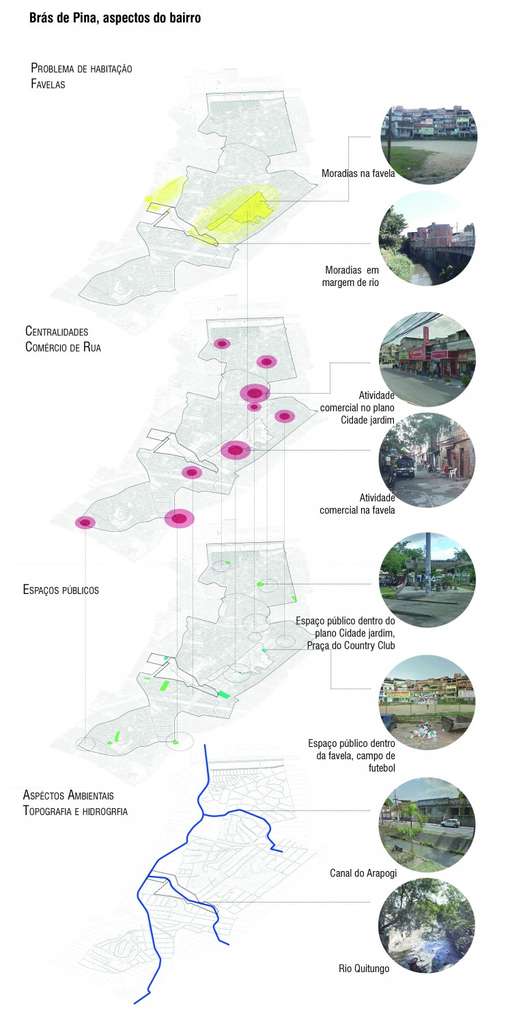 Brás de Pina, aspectos do bairro
PROBLEMA DE HABITAÇÃO
FAVELAS
Moradias na favela
Moradias em
margem de rio
CENTRALIDADES
COMÉRCIO DE RUA
Atividade
comercial no plano
Cidade jardim
Atividade
comercial na favela
ESPAÇOS PÚBLICOS
Espaço público dentro do
plano Cidade jardim,
Praça do Country Club
Espaço público dentro
da favela, campo de
futebol
ASPÉCTOS AMBIENTAIS
TOPOGRAFIA E HIDROGRFIA
Canal do Arapogi
Rio Quitungo